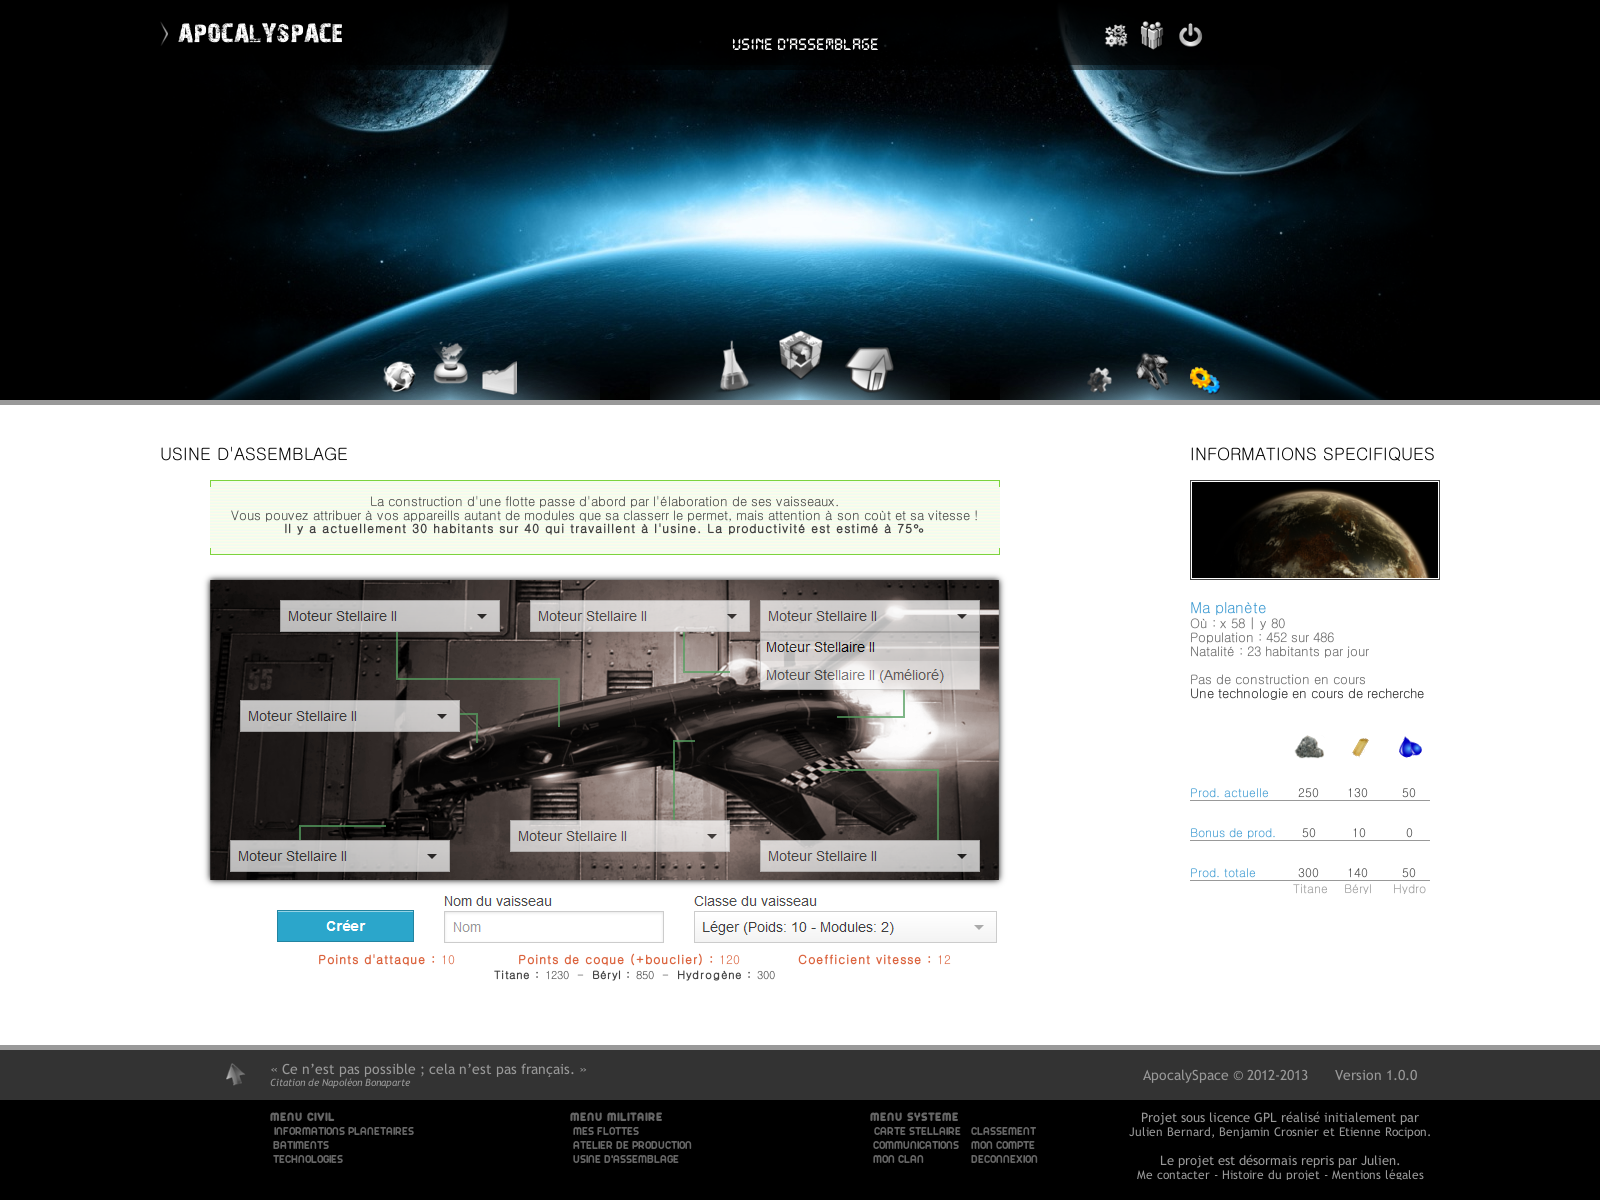 APOCALYSPACE
USINE D'ASSEMBLAGE
USINE D'ASSEMBLAGE
La construction d'une flotte passe d'abord par l'élaboration de ses vaisseaux.
Vous pouvez attribuer à vos appareils autant de modules que sa classerr le permet, mais attention à son coût et sa vitesse !
Il y a actuellement 30 habitants sur 40 qui travaillent à l'usine. La productivité est estimé à 75%
Moteur Stellaire II
Moteur Stellaire II
Moteur Stellaire II
Moteur Stellaire II
Moteur Stellaire II (Amélioré)
55
Moteur Stellaire II
Moteur Stellaire II
Moteur Stellaire II
Moteur Stellaire II
Créer
Nom du vaisseau
Nom
Classe du vaisseau
Léger (Poids: 10 - Modules: 2)
Points d'attaque : 10
Points de coque (+bouclier) : 120
Coefficient vitesse : 12
Titane : 1230 - Béryl : 850 - Hydrogène : 300
INFORMATIONS SPECIFIQUES
Ma planète
Où : x 58 | y 80
Population : 452 sur 486
Natalité : 23 habitants par jour
Pas de construction en cours
Une technologie en cours de recherche
Prod. actuelle 250 130 50
Bonus de prod. 50 10 0
Prod. totale 300 140 50
Titane Béryl Hydro
« Ce n'est pas possible ; cela n'est pas français. »
Citation de Napoléon Bonaparte
ApocalySpace © 2012-2013 Version 1.0.0
MENU CIVIL
INFORMATIONS PLANETAIRES
BATIMENTS
TECHNOLOGIES
MENU MILITAIRE
MES FLOTTES
ATELIER DE PRODUCTION
USINE D'ASSEMBLAGE
MENU SYSTEME
CARTE STELLAIRE CLASSEMENT
COMMUNICATIONS MON COMPTE
MON CLAN DECONNEXION
Projet sous licence GPL réalisé initialement par
Julien Bernard, Benjamin Crosnier et Etienne Rocipon.
Le projet est désormais repris par Julien.
Me contacter - Histoire du projet - Mentions légales